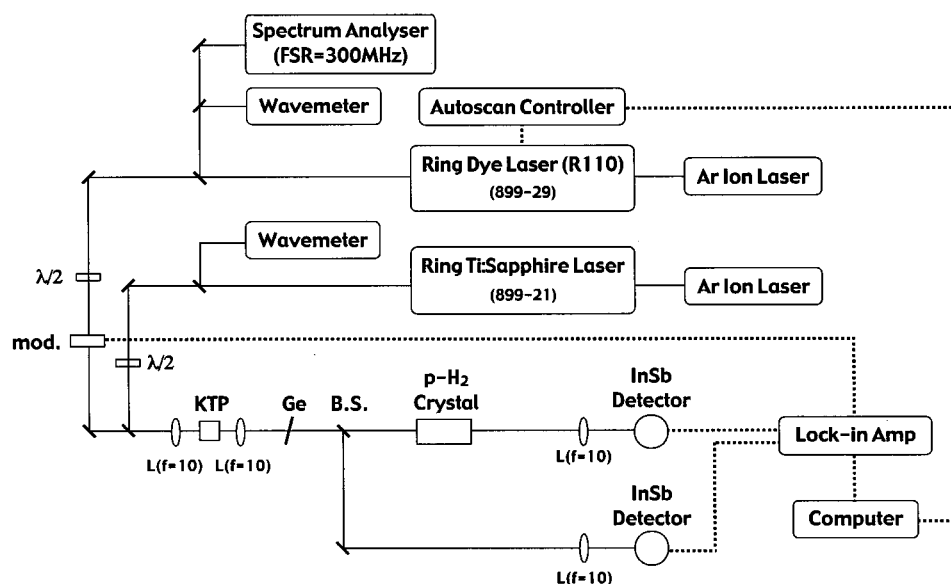 Spectrum Analyser
(FSR=300MHz)
Wavemeter
Autoscan Controller
Ring Dye Laser (R110)
(899-29)
Ar Ion Laser
Wavemeter
Ring Ti:Sapphire Laser
(899-21)
Ar Ion Laser
λ/2
mod.
λ/2
KTP
Ge
B.S.
p-H₂
Crystal
InSb
Detector
L(f=10)
L(f=10)
L(f=10)
Lock-in Amp
InSb
Detector
Computer
L(f=10)